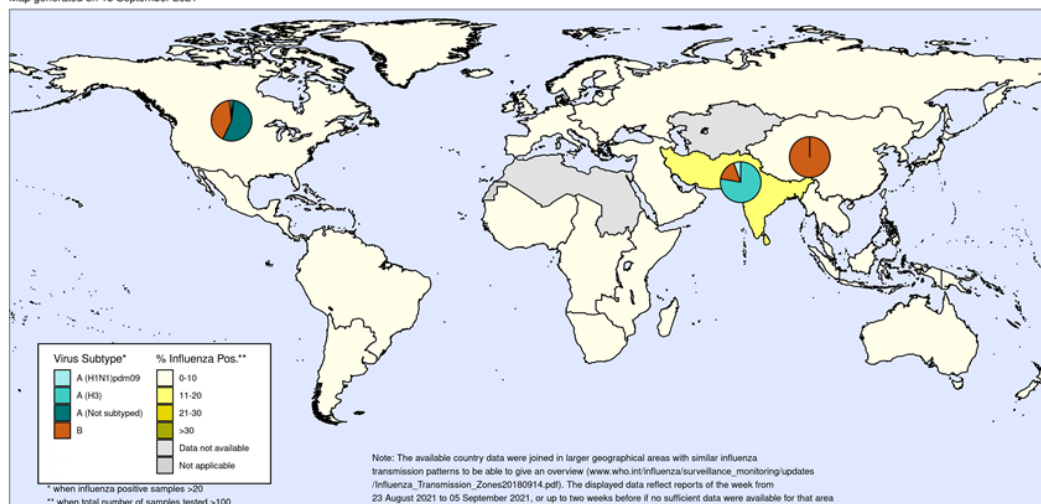 Map generated on
Virus Subtype*
A (H1N1)pdm09
A (H3)
A (Not subtyped)
B
% Influenza Pos.**
0-10
11-20
21-30
>30
Data not available
Not applicable
* when influenza positive samples >20
** when total number of samples tested >100
Note: The available country data were joined in larger geographical areas with similar influenza
transmission patterns to be able to give an overview (www.who.int/influenza/surveillance_monitoring/updates
/Influenza_Transmission_Zones20180914.pdf). The displayed data reflect reports of the week from
23 August 2021 to 05 September 2021, or up to two weeks before if no sufficient data were available for that area